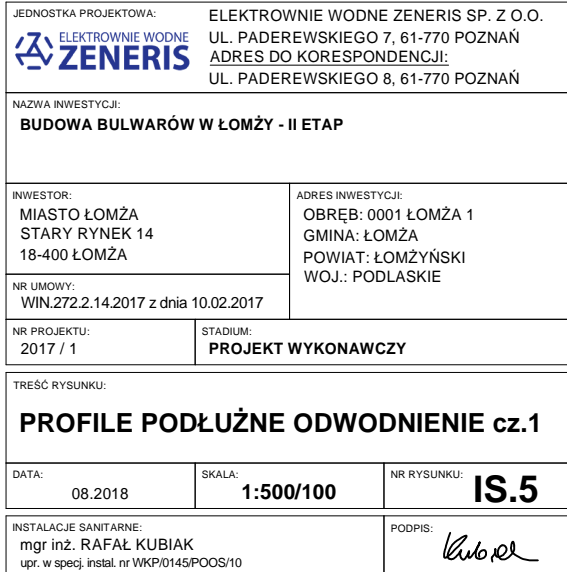 JEDNOSTKA PROJEKTOWA:
ELEKTROWNIE WODNE
ZENERIS
ELEKTROWNIE WODNE ZENERIS SP. Z O.O.
UL. PADEREWSKIEGO 7, 61-770 POZNAŃ
ADRES DO KORESPONDENCJI:
UL. PADEREWSKIEGO 8, 61-770 POZNAŃ
NAZWA INWESTYCJI:
BUDOWA BULWARÓW W ŁOMŻY - II ETAP
INWESTOR:
MIASTO ŁOMŻA
STARY RYNEK 14
18-400 ŁOMŻA
ADRES INWESTYCJI:
OBRĘB: 0001 ŁOMŻA 1
GMINA: ŁOMŻA
POWIAT: ŁOMŻYŃSKI
WOJ.: PODLASKIE
NR UMOWY:
WIN.272.2.14.2017 z dnia 10.02.2017
NR PROJEKTU:
2017 / 1
STADIUM:
PROJEKT WYKONAWCZY
TREŚĆ RYSUNKU:
PROFILE PODŁUŻNE ODWODNIENIE cz.1
DATA:
08.2018
SKALA:
1:500/100
NR RYSUNKU:
IS.5
INSTALACJE SANITARNE:
mgr inż. RAFAŁ KUBIAK
upr. w specj. instal. nr WKP/0145/POOS/10
PODPIS: